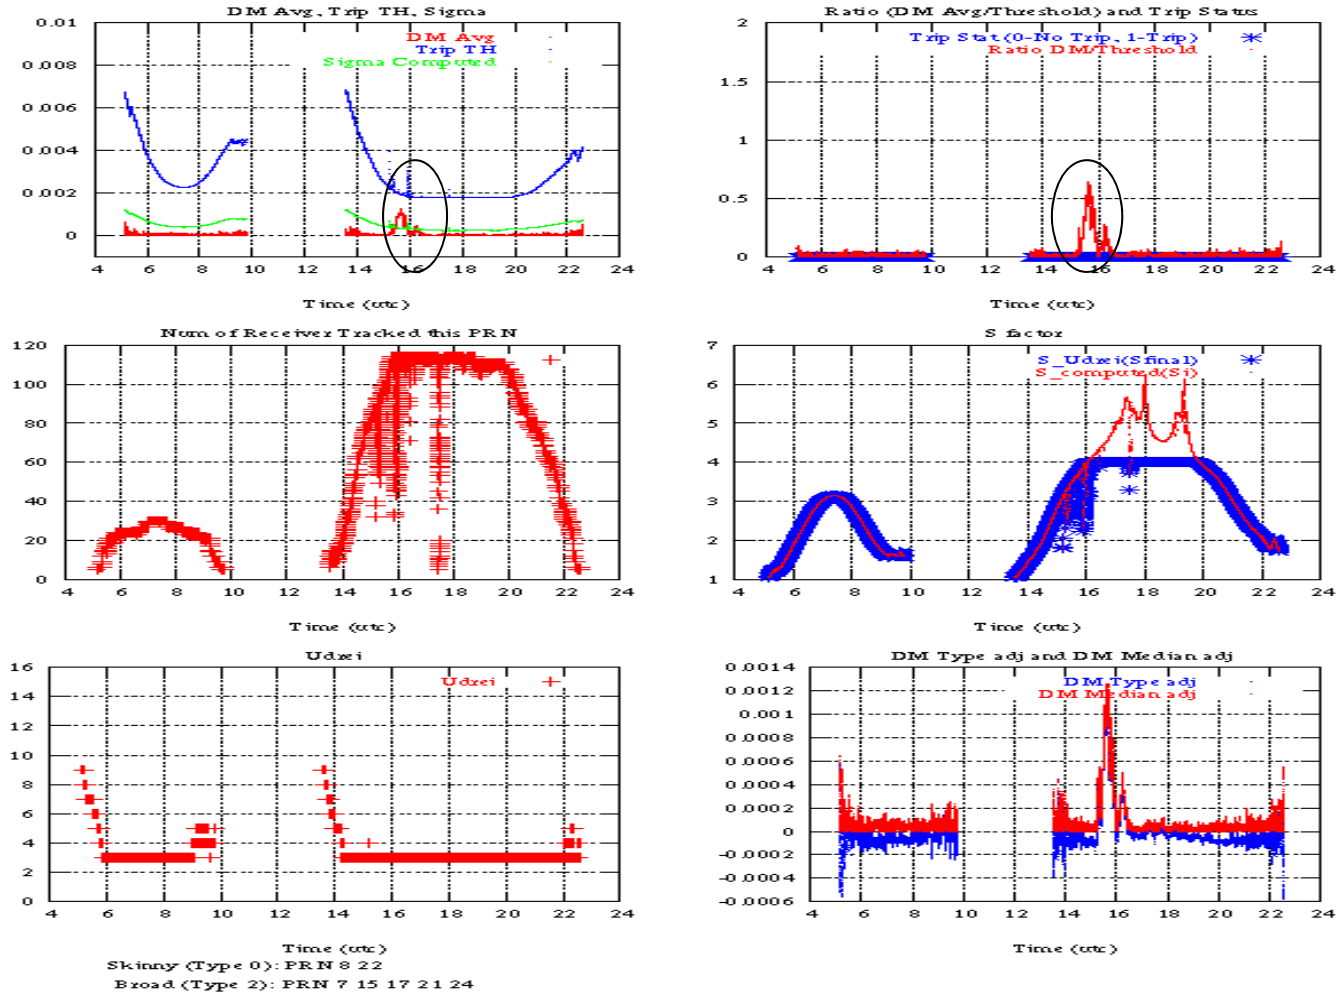 DM Avg, Trip TH, Sigma
0.01
0.008
0.006
0.004
0.002
0
DM Avg
Trip TH
Sigma Computed
4 6 8 10 12 14 16 18 20 22 24
Time (utc)
Ratio (DM Avg/Threshold) and Trip Status
2
1.5
1
0.5
0
Trip Stat (0-No Trip, 1-Trip)
Ratio DM/Threshold
4 6 8 10 12 14 16 18 20 22 24
Time (utc)
Num of Receiver Tracked this PRN
120
100
80
60
40
20
0
4 6 8 10 12 14 16 18 20 22 24
Time (utc)
S factor
7
6
5
4
3
2
1
S_Udrei(Sfinal)
S_computed(Si)
4 6 8 10 12 14 16 18 20 22 24
Time (utc)
Udrei
16
14
12
10
8
6
4
2
0
Udrei
4 6 8 10 12 14 16 18 20 22 24
Time (utc)
DM Type adj and DM Median adj
0.0014
0.0012
0.001
0.0008
0.0006
0.0004
0.0002
0
-0.0002
-0.0004
-0.0006
DM Type adj
DM Median adj
4 6 8 10 12 14 16 18 20 22 24
Time (utc)
Skinny (Type 0): PRN 8 22
Broad (Type 2): PRN 7 15 17 21 24